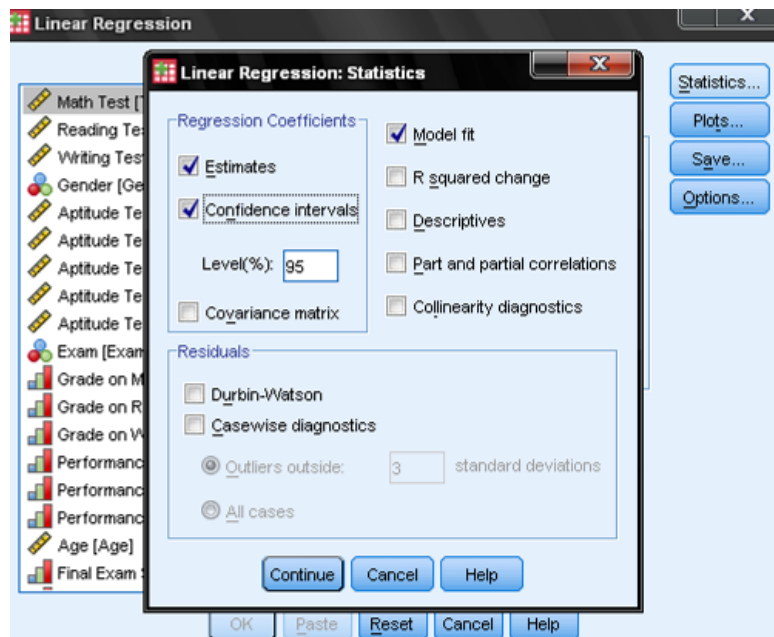 Linear Regression
Linear Regression: Statistics
Math Test [
Reading Te
Writing Tes
Gender [Ge
Aptitude Te
Aptitude Te
Aptitude Te
Aptitude Te
Aptitude Te
Exam [Exam
Grade on M
Grade on R
Grade on W
Performanc
Performanc
Performanc
Age [Age]
Final Exam
Regression Coefficients
Estimates
Confidence intervals
Level(%): 95
Covariance matrix
Model fit
R squared change
Descriptives
Part and partial correlations
Collinearity diagnostics
Residuals
Durbin-Watson
Casewise diagnostics
Outliers outside: 3 standard deviations
All cases
Continue Cancel Help
Statistics...
Plots...
Save...
Options...
OK Paste Reset Cancel Help